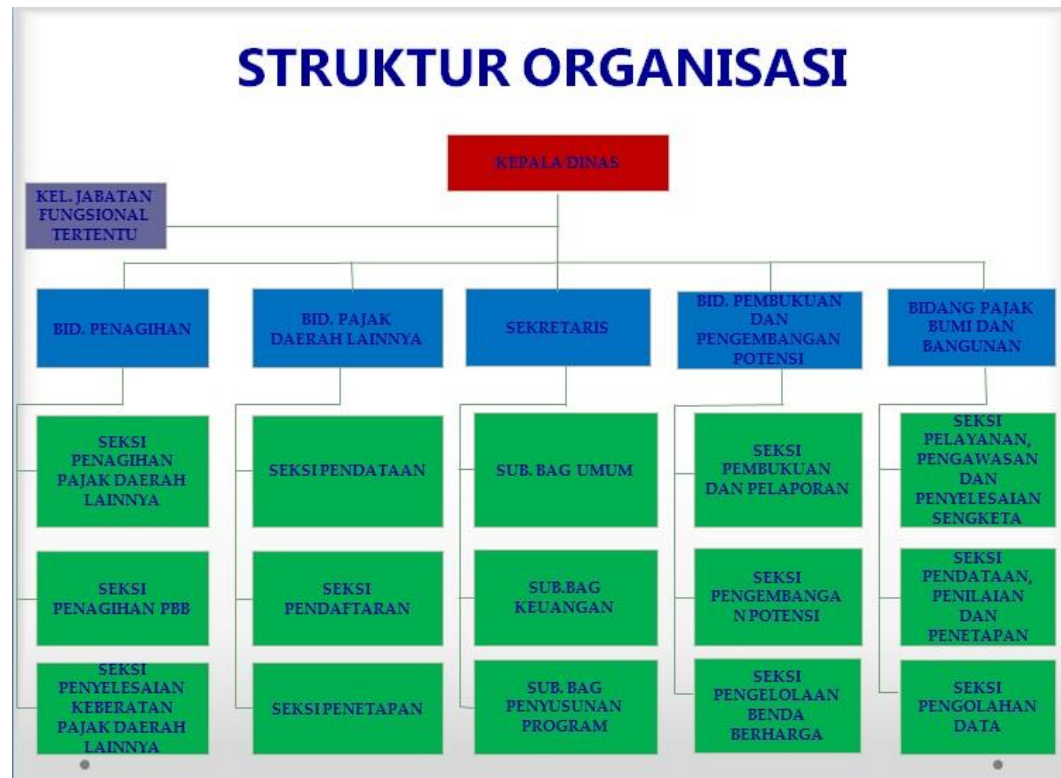 STRUKTUR ORGANISASI
KEPALA DINAS
KEL. JABATAN
FUNGSIONAL
TERTENTU
BID. PENAGIHAN
BID. PAJAK
DAERAH LAINNYA
SEKRETARIS
BID. PEMBUKUAN
DAN
PENGEMBANGAN
POTENSI
BIDANG PAJAK
BUMI DAN
BANGUNAN
SEKSI
PENAGIHAN
PAJAK DAERAH
LAINNYA
SEKSI PENDATAAN
SUB. BAG UMUM
SEKSI
PEMBUKUAN
DAN PELAPORAN
SEKSI
PELAYANAN,
PENGAWASAN
DAN
PENYELESAIAN
SENGKETA
SEKSI
PENAGIHAN PBB
SEKSI
PENDAFTARAN
SUB.BAG
KEUANGAN
SEKSI
PENGEMBANGA
N POTENSI
SEKSI
PENDATAAN,
PENILAIAN
DAN
PENETAPAN
SEKSI
PENYELESAIAN
KEBERATAN
PAJAK DAERAH
LAINNYA
SEKSI PENETAPAN
SUB. BAG
PENYUSUNAN
PROGRAM
SEKSI
PENGELOLAAN
BENDA
BERHARGA
SEKSI
PENGOLAHAN
DATA